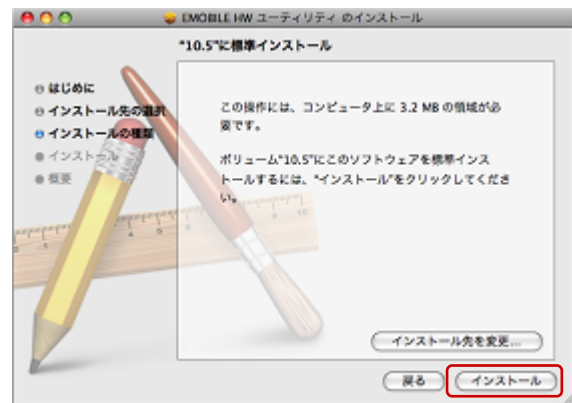 EMOBILE HW ユーティリティ のインストール
"10.5"に標準インストール
はじめに
インストール先の選択
インストールの種類
インストール
概要
この操作には、コンピュータ上に 3.2 MB の領域が必
要です。
ボリューム"10.5"にこのソフトウェアを標準インス
トールするには、"インストール"をクリックしてくださ
い。
インストール先を変更...
戻る
インストール